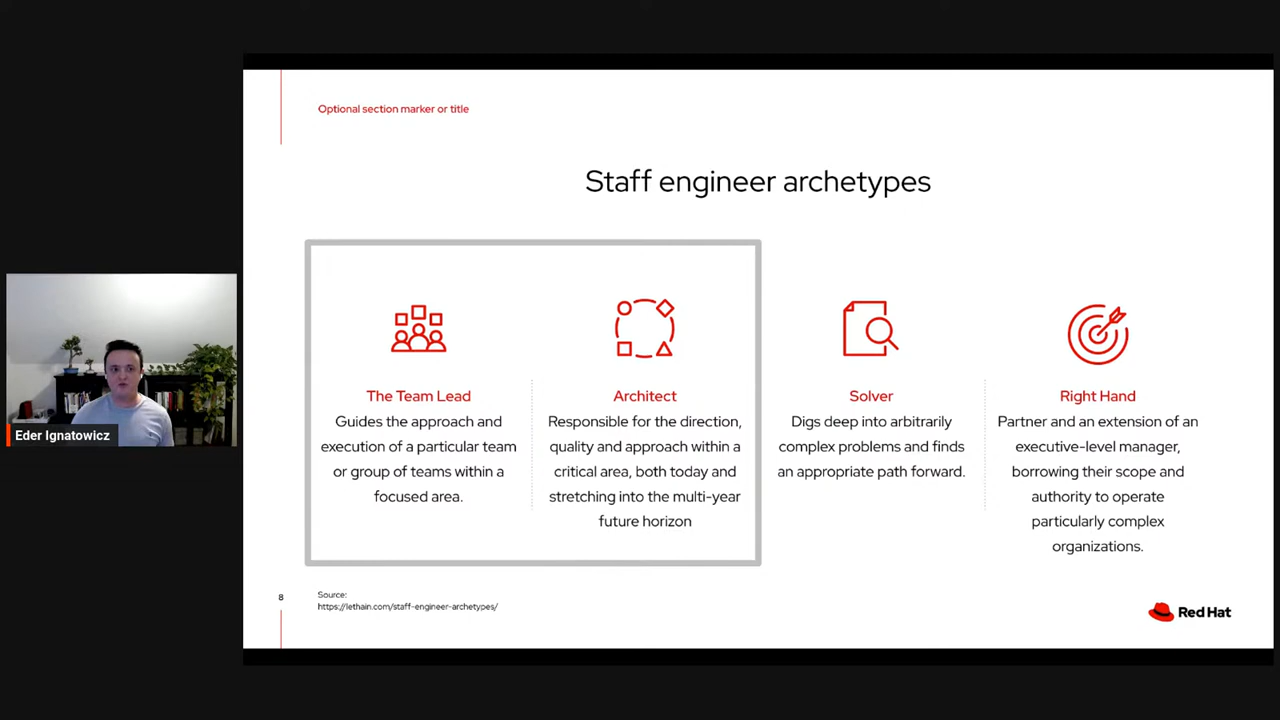 Optional section marker or title
Staff engineer archetypes
The Team Lead
Guides the approach and
execution of a particular team
or group of teams within a
focused area.
Architect
Responsible for the direction,
quality and approach within a
critical area, both today and
stretching into the multi-year
future horizon
Solver
Digs deep into arbitrarily
complex problems and finds
an appropriate path forward.
Right Hand
Partner and an extension of an
executive-level manager,
borrowing their scope and
authority to operate
particularly complex
organizations.
Eder Ignatowicz
8
Source:
https://lethain.com/staff-engineer-archetypes/
Red Hat